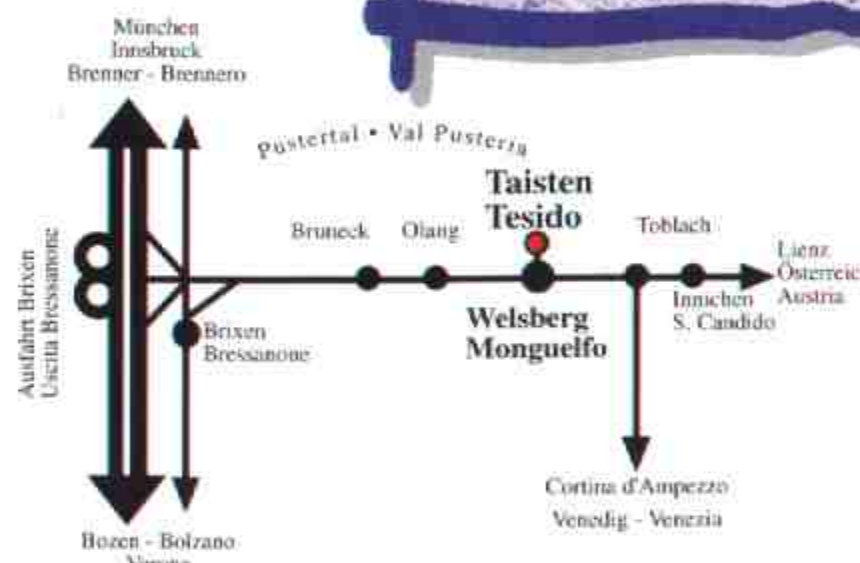 München
Innsbruck
Brenner - Brennero
Pustertal • Val Pusteria
Taisten
Tesido
Bruneck
Olang
Toblach
Lienz
Österreic
Austria
Innichen
S. Candido
Welsberg
Monguelfo
Ausfahrt Brixen
Uscita Bressanone
Brixen
Bressanone
Cortina d'Ampezzo
Venedig - Venezia
Bozen - Bolzano